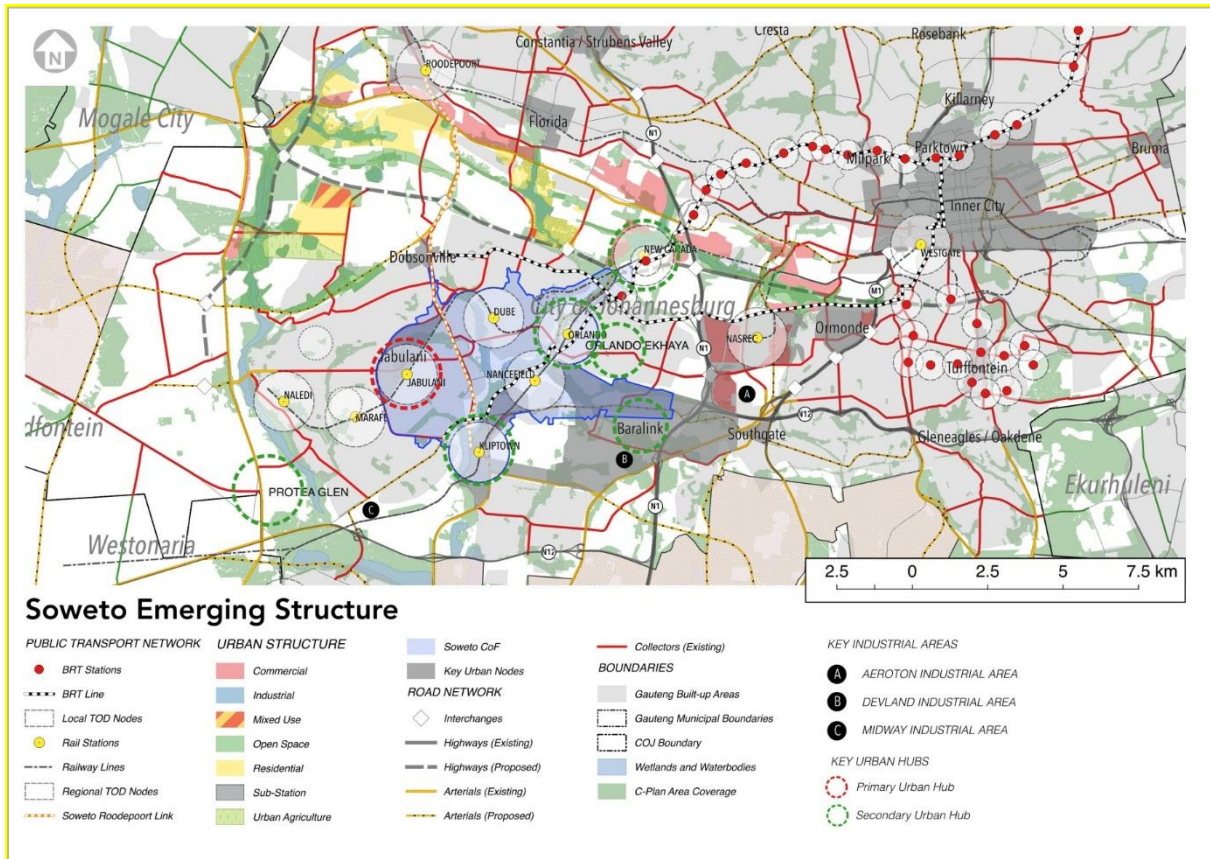 N
Constantia / Strubens Valley
Cresta
Rosebank
ROODEPOORT
Killarney
Mogale City
Florida
N1
Milpark
Parktown
Bruma
Inner City
WESTGATE
Dobsonville
NEW CANADA
M1
City of Johannesburg
DUBE
ORLANDO
ORLANDO EKHAYA
NASREC
Ormonde
Jabulani
JABULANI
NANCEFIELD
N1
Turffontein
NALEDI
MARAFE
A
N12
dfontein
Baralink
Southgate
Gleneagles / Oakdene
KLIPTOWN
B
PROTEA GLEN
Ekurhuleni
C
N1
Westonaria
N12
2.5 0 2.5 5 7.5 km
Soweto Emerging Structure
PUBLIC TRANSPORT NETWORK
BRT Stations
BRT Line
Local TOD Nodes
Rail Stations
Railway Lines
Regional TOD Nodes
Soweto Roodepoort Link
URBAN STRUCTURE
Commercial
Industrial
Mixed Use
Open Space
Residential
Sub-Station
Urban Agriculture
Soweto CoF
Key Urban Nodes
ROAD NETWORK
Interchanges
Highways (Existing)
Highways (Proposed)
Arterials (Existing)
Arterials (Proposed)
Collectors (Existing)
BOUNDARIES
Gauteng Built-up Areas
Gauteng Municipal Boundaries
COJ Boundary
Wetlands and Waterbodies
C-Plan Area Coverage
KEY INDUSTRIAL AREAS
A AEROTON INDUSTRIAL AREA
B DEVLAND INDUSTRIAL AREA
C MIDWAY INDUSTRIAL AREA
KEY URBAN HUBS
Primary Urban Hub
Secondary Urban Hub